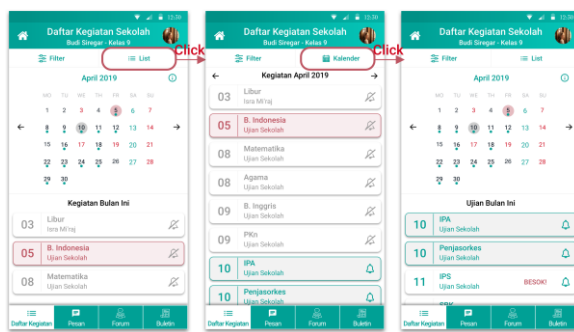 12:30
Daftar Kegiatan Sekolah
Budi Siregar - Kelas 9
Filter
List
April 2019
MO TU WE TH FR SA SU
1 2 3 4 5 6 7
8 9 10 11 12 13 14
15 16 17 18 19 20 21
22 23 24 25 26 27 28
29 30
Kegiatan Bulan Ini
03 Libur
Isra Mi'raj
05 B. Indonesia
Ujian Sekolah
08 Matematika
Ujian Sekolah
Daftar Kegiatan Pesan Forum Buletin
Click
12:30
Daftar Kegiatan Sekolah
Budi Siregar - Kelas 9
Filter
Kalender
Kegiatan April 2019
03 Libur
Isra Mi'raj
05 B. Indonesia
Ujian Sekolah
08 Matematika
Ujian Sekolah
08 Agama
Ujian Sekolah
09 B. Inggris
Ujian Sekolah
09 PKn
Ujian Sekolah
10 IPA
Ujian Sekolah
10 Penjasorkes
Ujian Sekolah
Daftar Kegiatan Pesan Forum Buletin
Click
12:30
Daftar Kegiatan Sekolah
Budi Siregar - Kelas 9
Filter
List
April 2019
MO TU WE TH FR SA SU
1 2 3 4 5 6 7
8 9 10 11 12 13 14
15 16 17 18 19 20 21
22 23 24 25 26 27 28
29 30
Ujian Bulan Ini
10 IPA
Ujian Sekolah
10 Penjasorkes
Ujian Sekolah
11 IPS
Ujian Sekolah
BESOK!
Daftar Kegiatan Pesan Forum Buletin